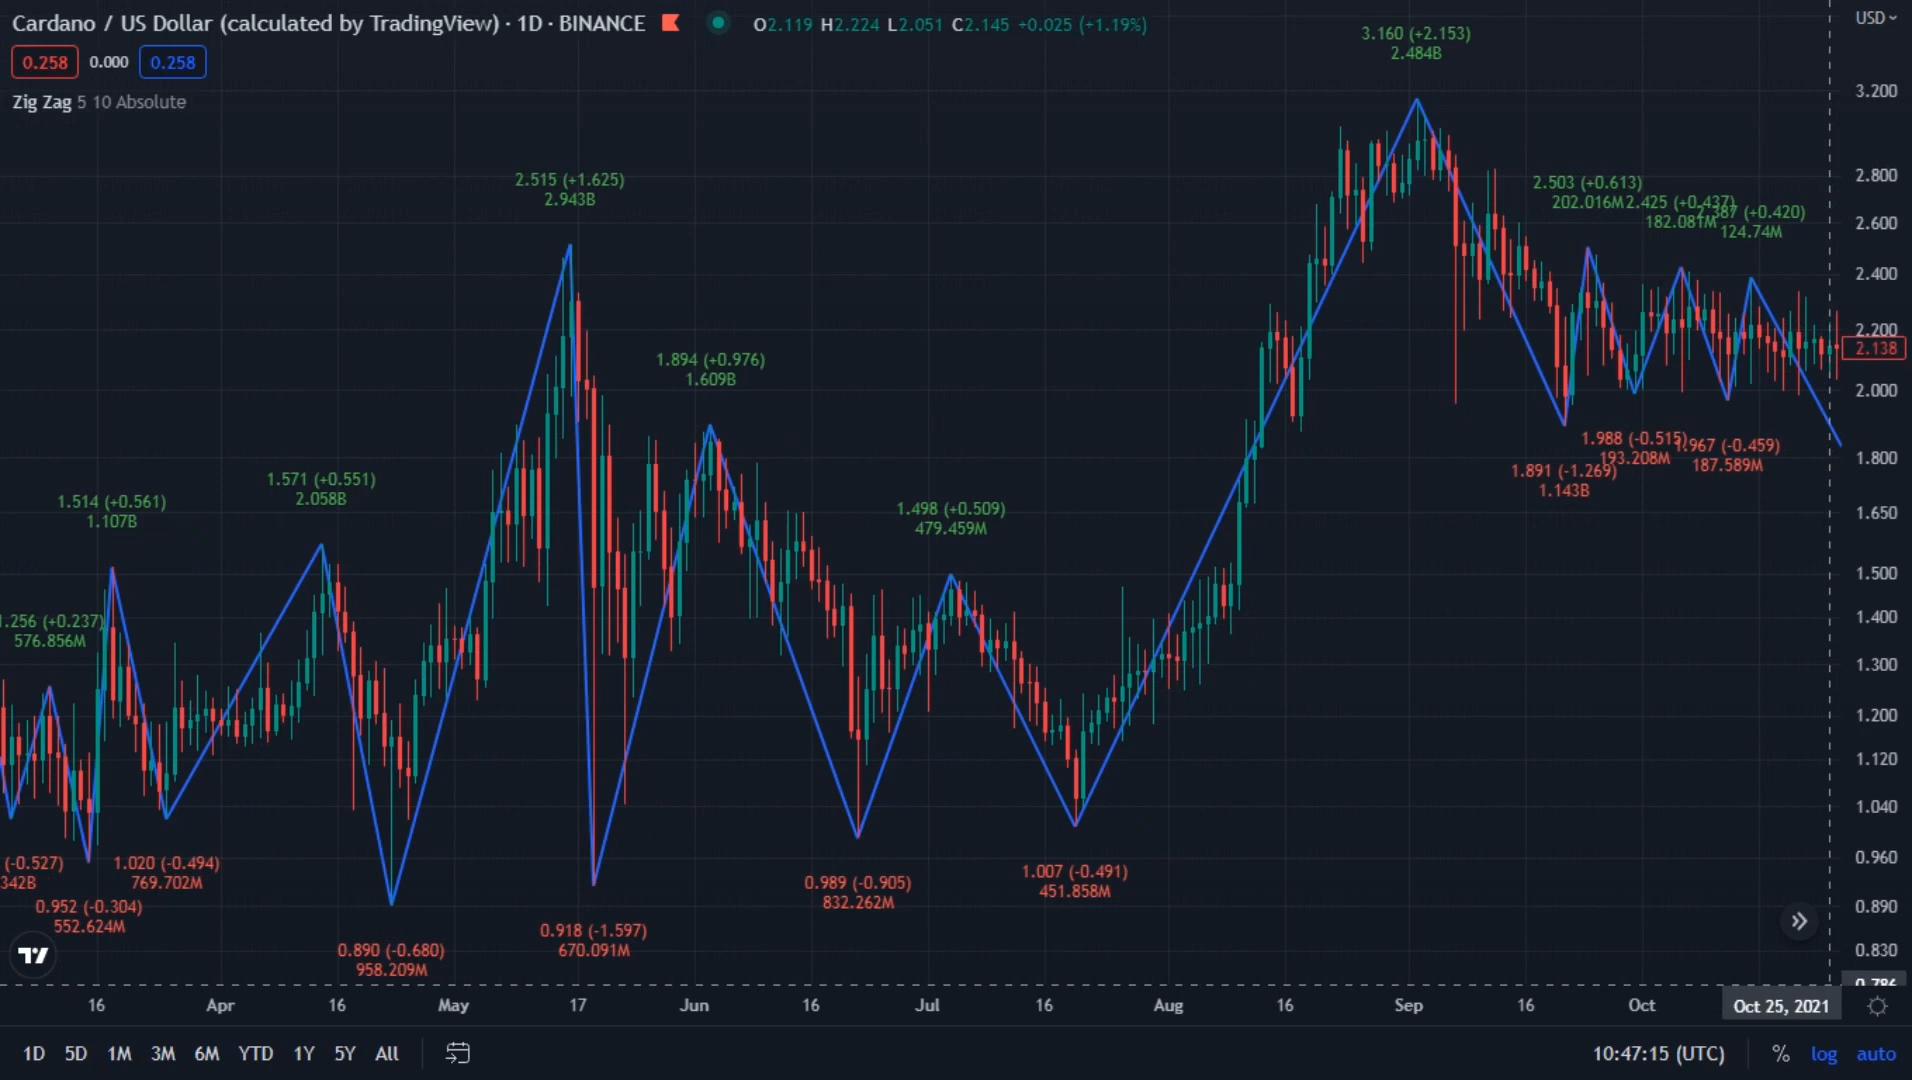 Cardano / US Dollar (calculated by TradingView) · 1D · BINANCE O2.119 H2.224 L2.051 C2.145 +0.025 (+1.19%)
USD
0.258 0.000 0.258
Zig Zag 5 10 Absolute
3.160 (+2.153)
2.484B
2.515 (+1.625)
2.943B
2.503 (+0.613)
202.016M
2.425 (+0.437)
182.081M
2.387 (+0.420)
124.74M
1.894 (+0.976)
1.609B
1.571 (+0.551)
2.058B
1.514 (+0.561)
1.107B
1.498 (+0.509)
479.459M
1.256 (+0.237)
576.856M
1.988 (-0.515)
193.208M
1.967 (-0.459)
187.589M
1.891 (-1.269)
1.143B
(-0.527)
342B
1.020 (-0.494)
769.702M
0.952 (-0.304)
552.624M
0.890 (-0.680)
958.209M
0.918 (-1.597)
670.091M
0.989 (-0.905)
832.262M
1.007 (-0.491)
451.858M
3.200
2.800
2.600
2.400
2.200
2.138
2.000
1.800
1.650
1.500
1.400
1.300
1.200
1.120
1.040
0.960
0.890
0.830
0.786
16 Apr 16 May 17 Jun 16 Jul 16 Aug 16 Sep 16 Oct Oct 25, 2021
1D 5D 1M 3M 6M YTD 1Y 5Y All 10:47:15 (UTC) % log auto